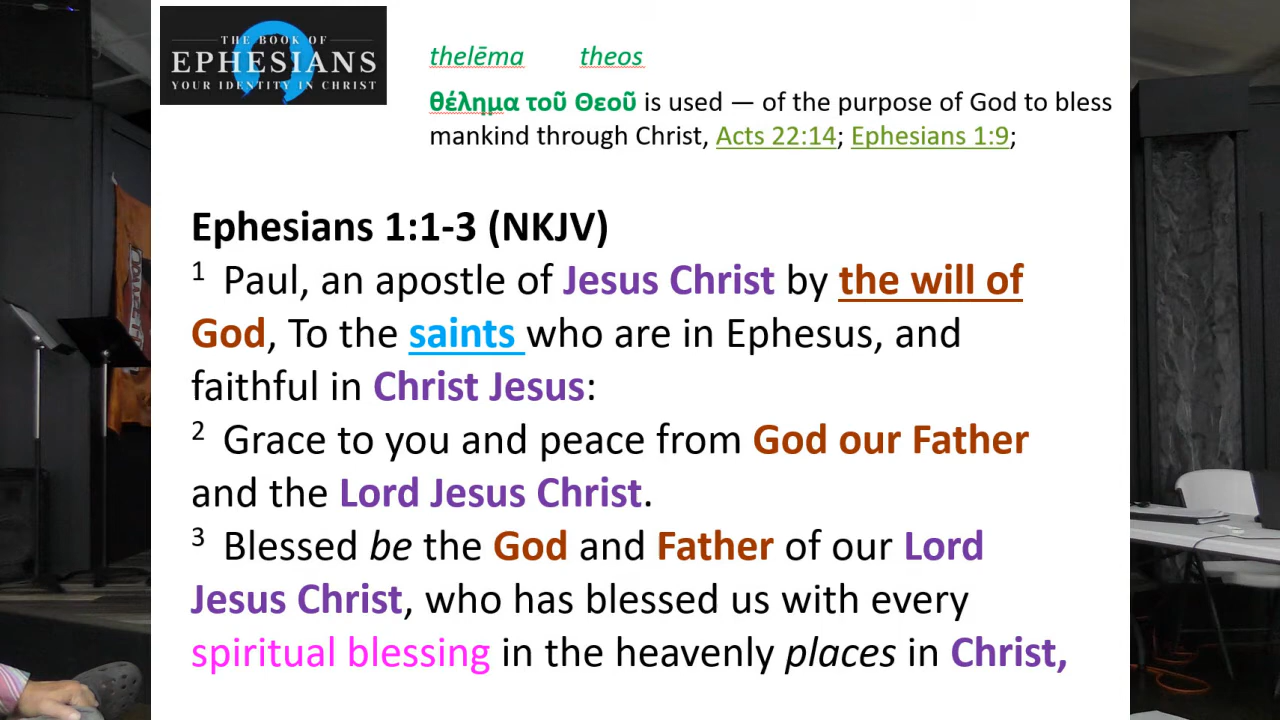 THE BOOK OF
EPHESIANS
YOUR IDENTITY IN CHRIST
thelēma theos
θέλημα τοῦ Θεοῦ is used — of the purpose of God to bless
mankind through Christ, Acts 22:14; Ephesians 1:9;
Ephesians 1:1-3 (NKJV)
1 Paul, an apostle of Jesus Christ by the will of
God, To the saints who are in Ephesus, and
faithful in Christ Jesus:
2 Grace to you and peace from God our Father
and the Lord Jesus Christ.
3 Blessed be the God and Father of our Lord
Jesus Christ, who has blessed us with every
spiritual blessing in the heavenly places in Christ,